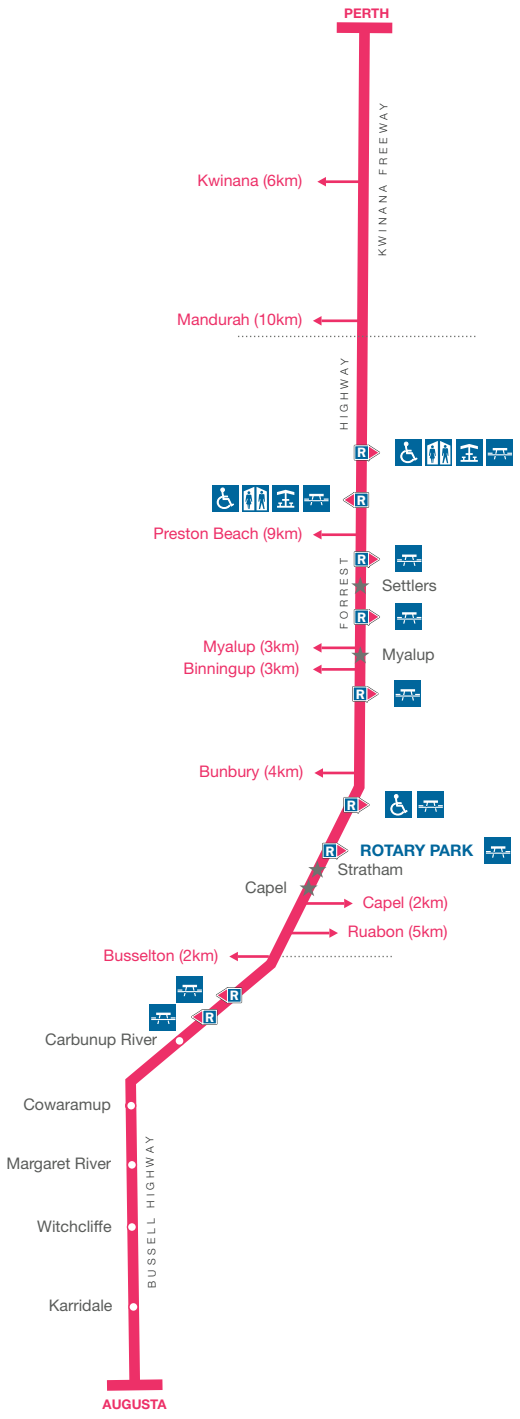 PERTH
KWINANA FREEWAY
Kwinana (6km)
Mandurah (10km)
HIGHWAY
R
R
Preston Beach (9km)
R
FORREST
Settlers
R
Myalup (3km)
Myalup
Binningup (3km)
R
Bunbury (4km)
R
R
ROTARY PARK
Stratham
Capel
Capel (2km)
Ruabon (5km)
Busselton (2km)
R
R
Carbunup River
Cowaramup
BUSSELL HIGHWAY
Margaret River
Witchcliffe
Karridale
AUGUSTA